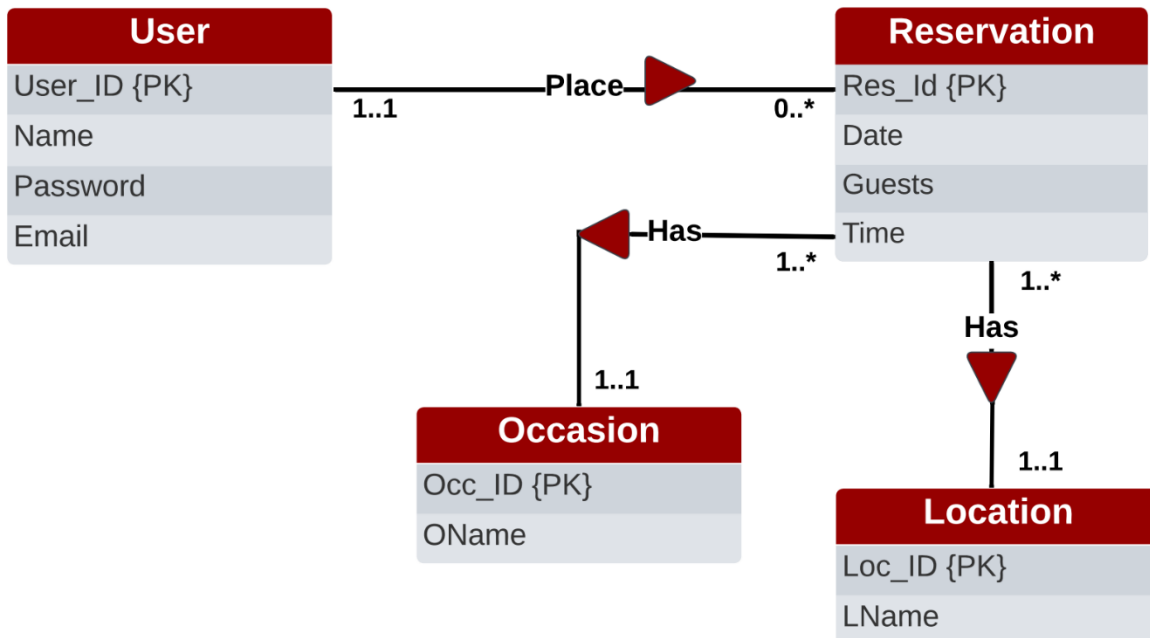 User
User_ID {PK}
Name
Password
Email
Place
1..1
0..*
Reservation
Res_Id {PK}
Date
Guests
Time
Has
1..*
1..*
Has
1..1
Occasion
Occ_ID {PK}
OName
1..1
Location
Loc_ID {PK}
LName